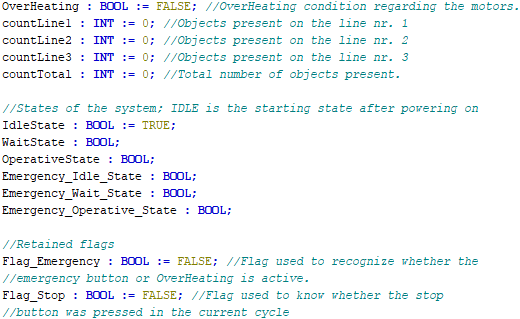 OverHeating : BOOL := FALSE; //OverHeating condition regarding the motors.
countLine1 : INT := 0; //Objects present on the line nr. 1
countLine2 : INT := 0; //Objects present on the line nr. 2
countLine3 : INT := 0; //Objects present on the line nr. 3
countTotal : INT := 0; //Total number of objects present.
//States of the system; IDLE is the starting state after powering on
IdleState : BOOL := TRUE;
WaitState : BOOL;
OperativeState : BOOL;
Emergency_Idle_State : BOOL;
Emergency_Wait_State : BOOL;
Emergency_Operative_State : BOOL;
//Retained flags
Flag_Emergency : BOOL := FALSE; //Flag used to recognize whether the
//emergency button or OverHeating is active.
Flag_Stop : BOOL := FALSE; //Flag used to know whether the stop
//button was pressed in the current cycle